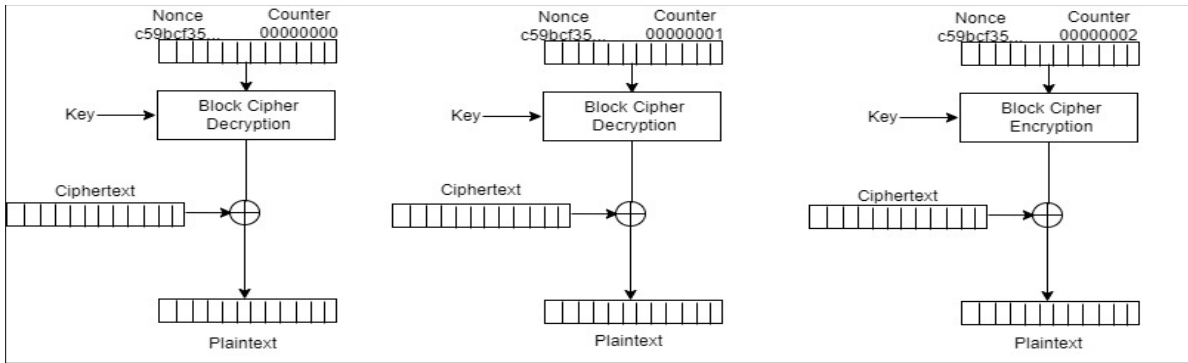 Nonce Counter
c59bcf35... 00000000
Block Cipher
Decryption
Key
Ciphertext
Plaintext
Nonce Counter
c59bcf35... 00000001
Block Cipher
Decryption
Key
Ciphertext
Plaintext
Nonce Counter
c59bcf35... 00000002
Block Cipher
Encryption
Key
Ciphertext
Plaintext